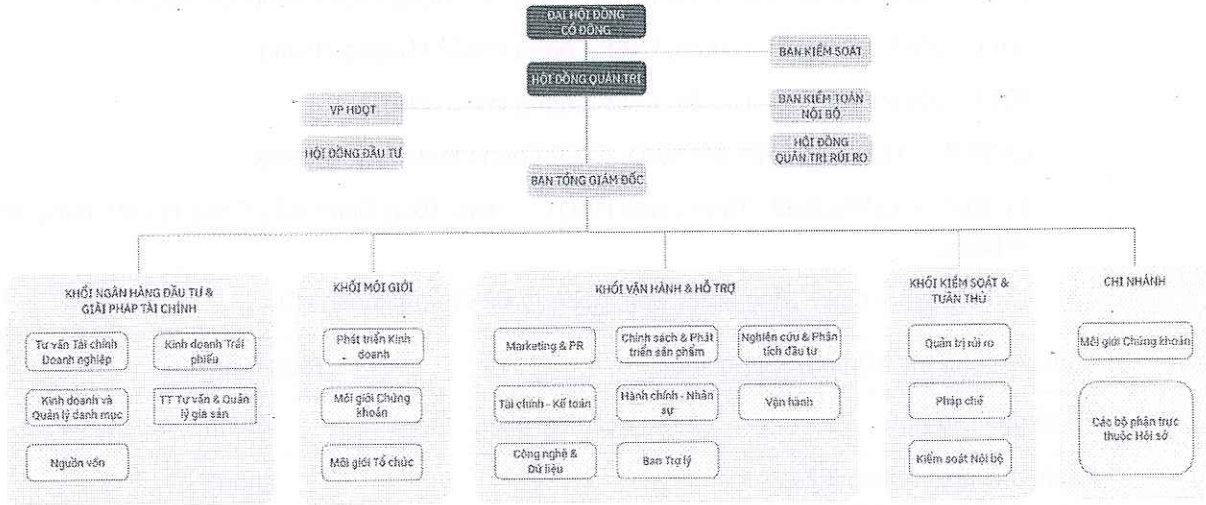 ĐẠI HỘI ĐỒNG
CỔ ĐÔNG
BAN KIỂM SOÁT
HỘI ĐỒNG QUẢN TRỊ
VP HĐQT
BAN KIỂM TOÁN
NỘI BỘ
HỘI ĐỒNG ĐẦU TƯ
HỘI ĐỒNG
QUẢN TRỊ RỦI RO
BAN TỔNG GIÁM ĐỐC
KHỐI NGÂN HÀNG ĐẦU TƯ &
GIẢI PHÁP TÀI CHÍNH
Tư vấn Tài chính
Doanh nghiệp
Kinh doanh Trái
phiếu
Kinh doanh và
Quản lý danh mục
TT Tư vấn & Quản
lý gia sản
Nguồn vốn
KHỐI MÔI GIỚI
Phát triển Kinh
doanh
Môi giới Chứng
khoán
Môi giới Tổ chức
KHỐI VẬN HÀNH & HỖ TRỢ
Marketing & PR
Chính sách & Phát
triển sản phẩm
Nghiên cứu & Phân
tích đầu tư
Tài chính - Kế toán
Hành chính - Nhân
sự
Vận hành
Công nghệ &
Dữ liệu
Ban Trợ lý
KHỐI KIỂM SOÁT &
TUÂN THỦ
Quản trị rủi ro
Pháp chế
Kiểm soát Nội bộ
CHI NHÁNH
Môi giới Chứng khoán
Các bộ phận trực
thuộc Hội sở